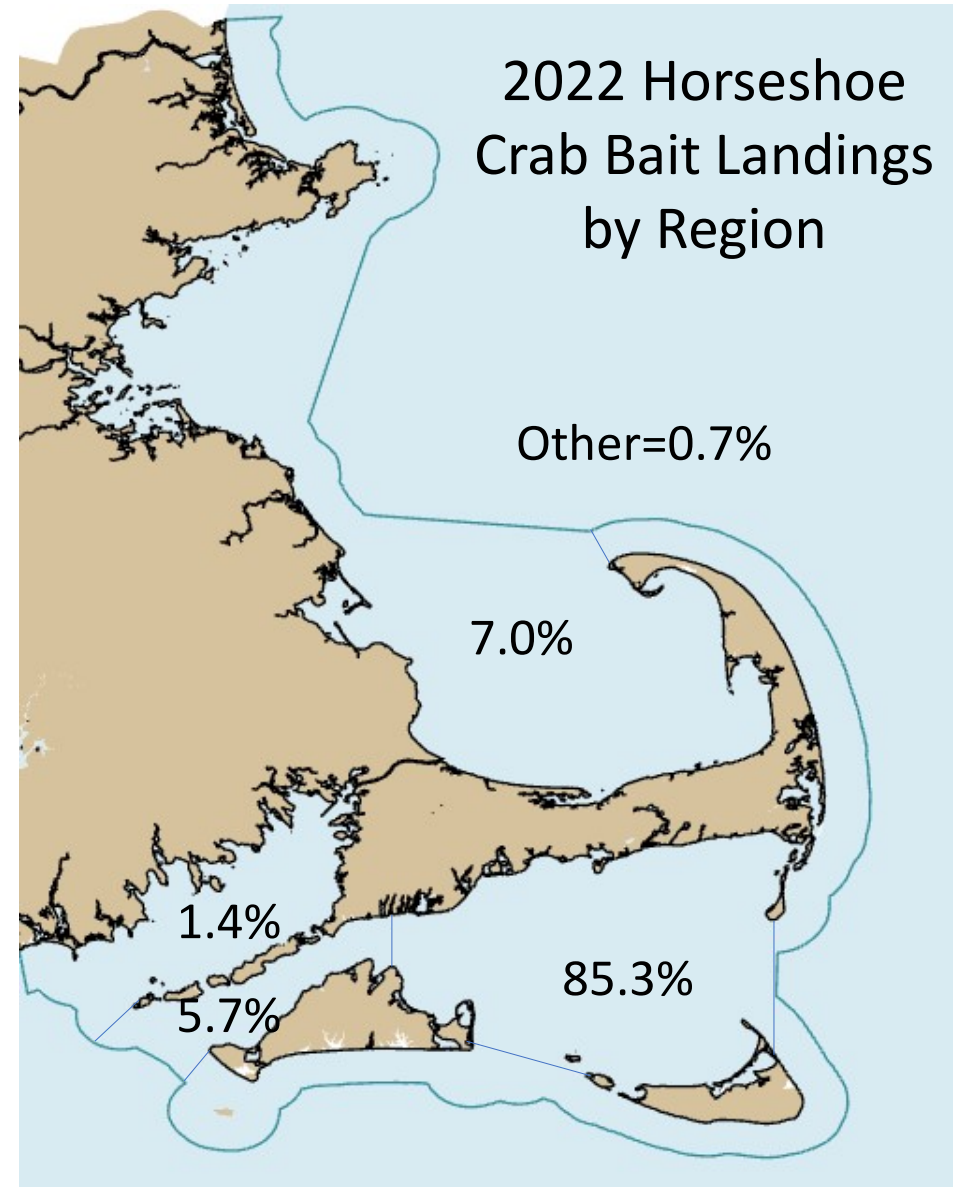 2022 Horseshoe
Crab Bait Landings
by Region
Other=0.7%
7.0%
1.4%
85.3%
5.7%